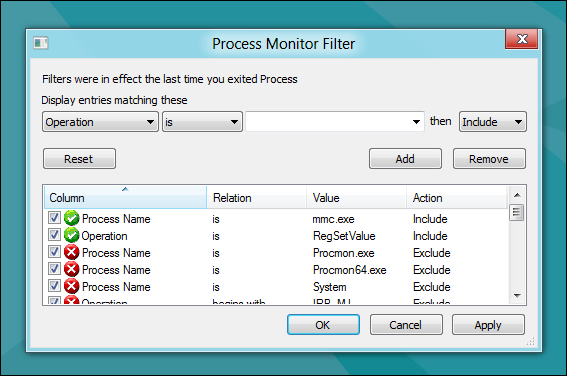 Process Monitor Filter
Filters were in effect the last time you exited Process
Display entries matching these
Operation is then Include
Reset Add Remove
Column Relation Value Action
Process Name is mmc.exe Include
Operation is RegSetValue Include
Process Name is Procmon.exe Exclude
Process Name is Procmon64.exe Exclude
Process Name is System Exclude
Operation begins with IRP_MJ Exclude
OK Cancel Apply